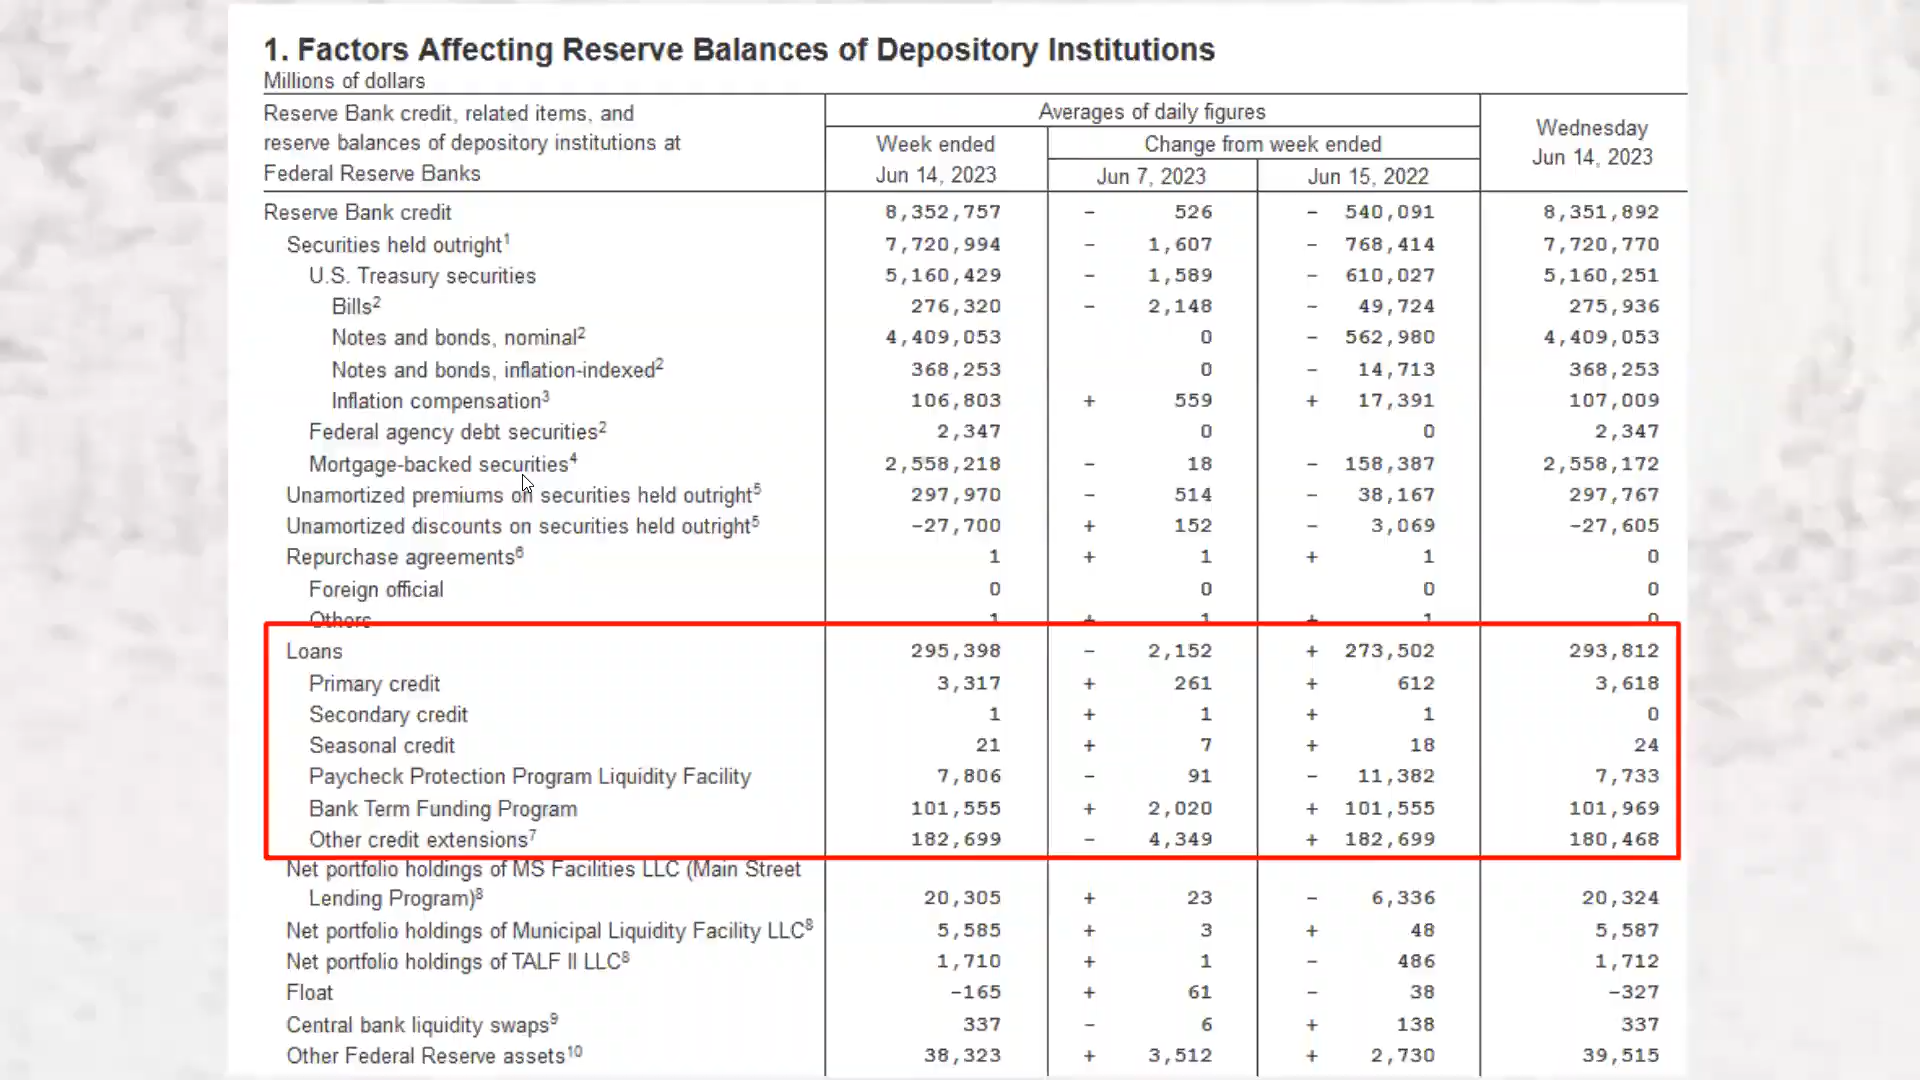 1. Factors Affecting Reserve Balances of Depository Institutions
Millions of dollars
Reserve Bank credit, related items, and
reserve balances of depository institutions at
Federal Reserve Banks
Averages of daily figures
Week ended
Jun 14, 2023
Change from week ended
Jun 7, 2023 Jun 15, 2022
Wednesday
Jun 14, 2023
Reserve Bank credit 8,352,757 - 526 - 540,091 8,351,892
Securities held outright¹ 7,720,994 - 1,607 - 768,414 7,720,770
U.S. Treasury securities 5,160,429 - 1,589 - 610,027 5,160,251
Bills² 276,320 - 2,148 - 49,724 275,936
Notes and bonds, nominal² 4,409,053 0 - 562,980 4,409,053
Notes and bonds, inflation-indexed² 368,253 0 - 14,713 368,253
Inflation compensation³ 106,803 + 559 + 17,391 107,009
Federal agency debt securities² 2,347 0 0 2,347
Mortgage-backed securities⁴ 2,558,218 - 18 - 158,387 2,558,172
Unamortized premiums on securities held outright⁵ 297,970 - 514 - 38,167 297,767
Unamortized discounts on securities held outright⁵ -27,700 + 152 - 3,069 -27,605
Repurchase agreements⁶ 1 + 1 + 1 0
Foreign official 0 0 0 0
Others 1 + 1 + 1 0
Loans 295,398 - 2,152 + 273,502 293,812
Primary credit 3,317 + 261 + 612 3,618
Secondary credit 1 + 1 + 1 0
Seasonal credit 21 + 7 + 18 24
Paycheck Protection Program Liquidity Facility 7,806 - 91 - 11,382 7,733
Bank Term Funding Program 101,555 + 2,020 + 101,555 101,969
Other credit extensions⁷ 182,699 - 4,349 + 182,699 180,468
Net portfolio holdings of MS Facilities LLC (Main Street
Lending Program)⁸ 20,305 + 23 - 6,336 20,324
Net portfolio holdings of Municipal Liquidity Facility LLC⁸ 5,585 + 3 + 48 5,587
Net portfolio holdings of TALF II LLC⁸ 1,710 + 1 - 486 1,712
Float -165 + 61 - 38 -327
Central bank liquidity swaps⁹ 337 - 6 + 138 337
Other Federal Reserve assets¹⁰ 38,323 + 3,512 + 2,730 39,515